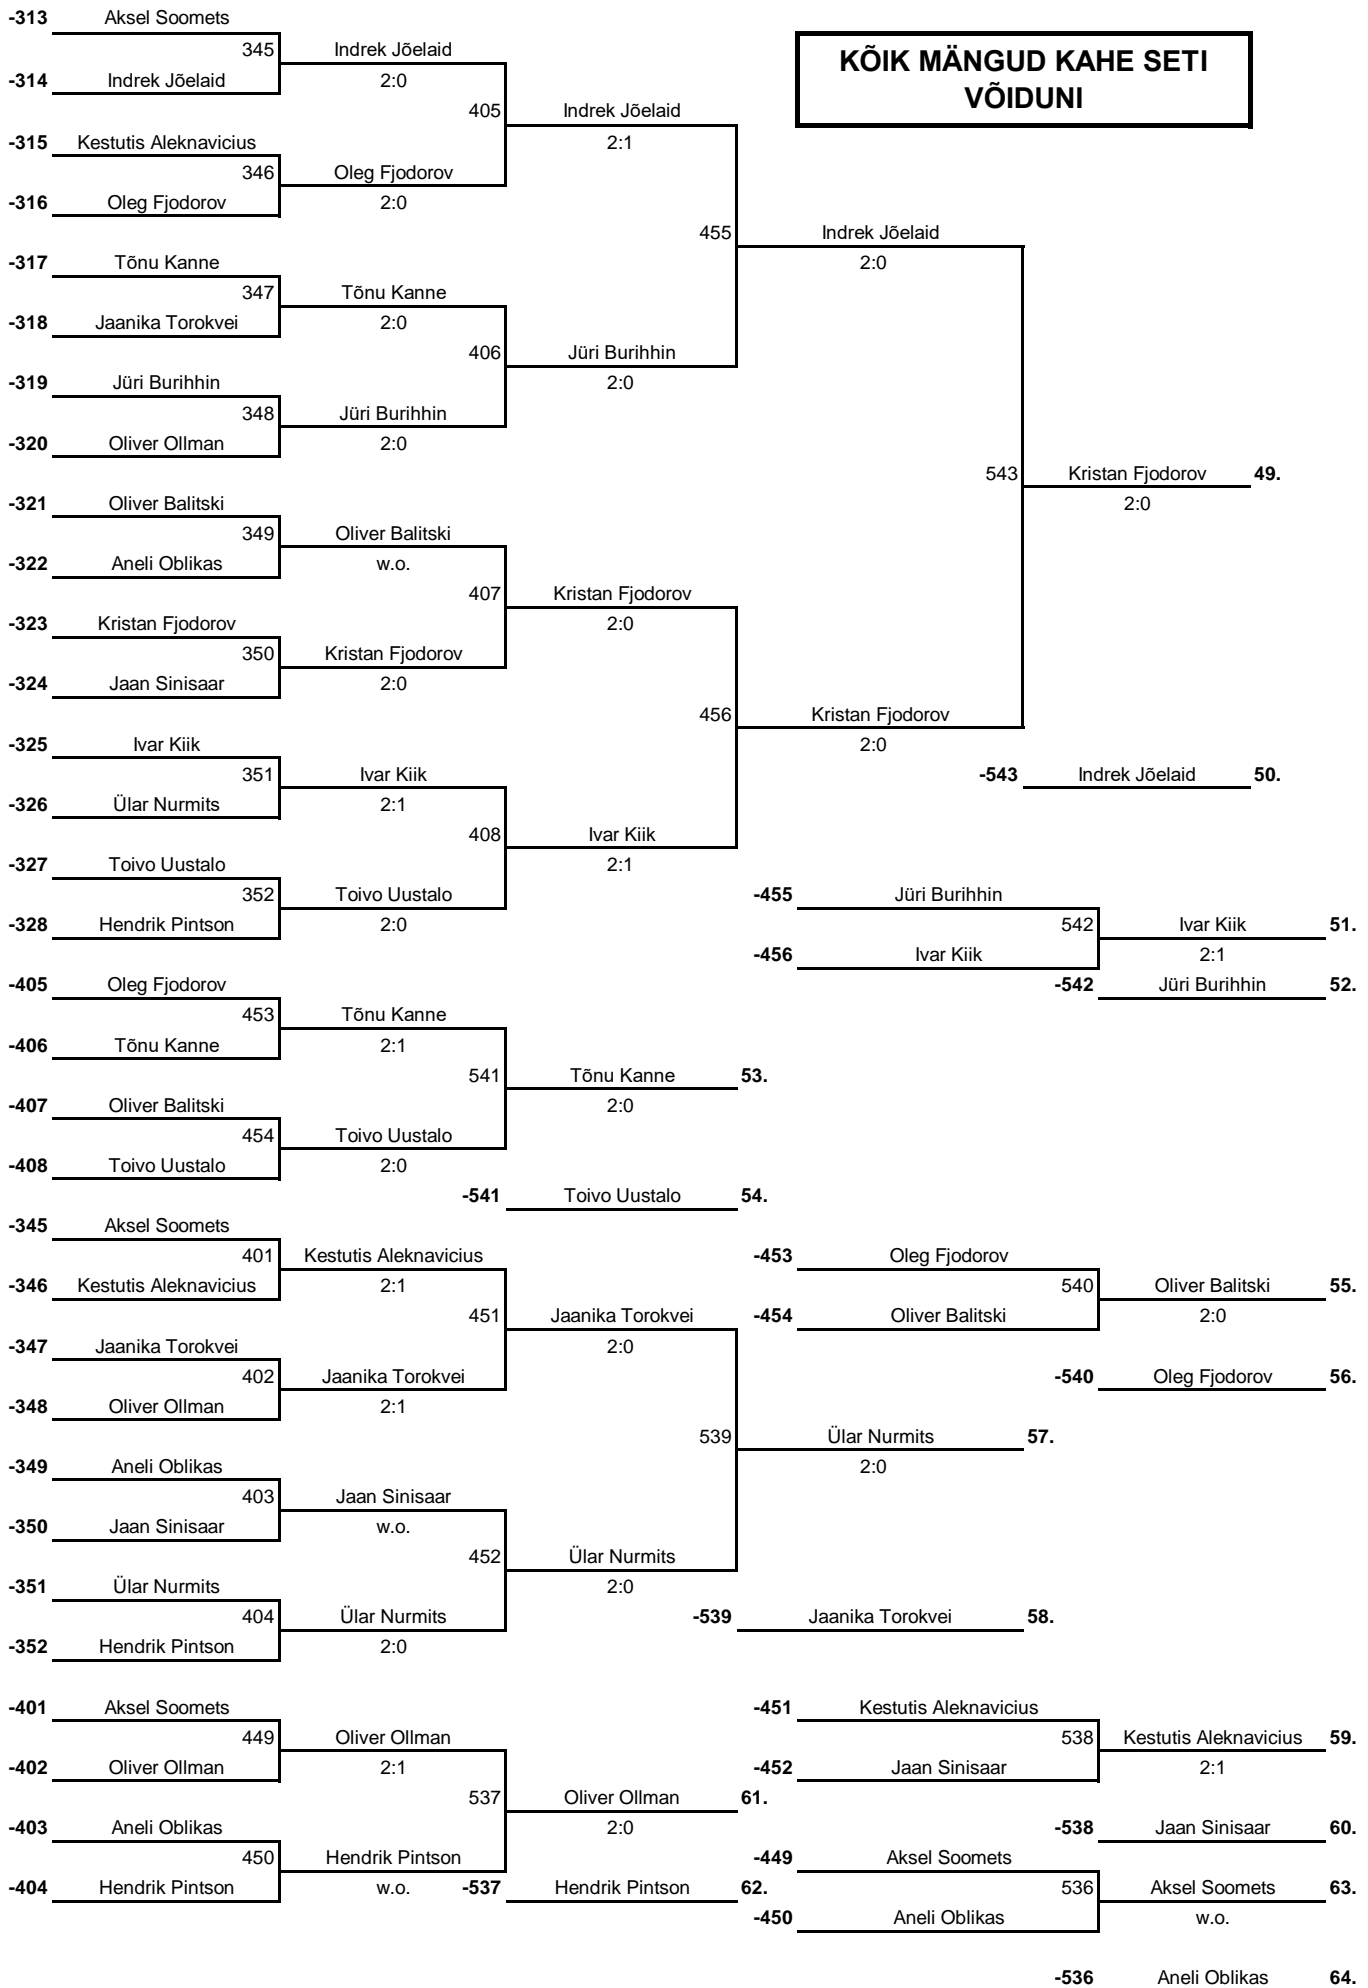 -313 Aksel Soomets
345 Indrek Jõelaid
KÕIK MÄNGUD KAHE SETI
VÕIDUNI
-314 Indrek Jõelaid 2:0
405 Indrek Jõelaid
-315 Kestutis Aleknavicius 2:1
346 Oleg Fjodorov
-316 Oleg Fjodorov 2:0
455 Indrek Jõelaid
-317 Tõnu Kanne 2:0
347 Tõnu Kanne
-318 Jaanika Torokvei 2:0
406 Jüri Burihhin
-319 Jüri Burihhin 2:0
348 Jüri Burihhin
-320 Oliver Ollman 2:0
543 Kristan Fjodorov 49.
-321 Oliver Balitski 2:0
349 Oliver Balitski
-322 Aneli Oblikas w.o.
407 Kristan Fjodorov
-323 Kristan Fjodorov 2:0
350 Kristan Fjodorov
-324 Jaan Sinisaar 2:0
456 Kristan Fjodorov
-325 Ivar Kiik 2:0
351 Ivar Kiik -543 Indrek Jõelaid 50.
-326 Ülar Nurmits 2:1
408 Ivar Kiik
-327 Toivo Uustalo 2:1
352 Toivo Uustalo -455 Jüri Burihhin
-328 Hendrik Pintson 2:0 542 Ivar Kiik 51.
-456 Ivar Kiik 2:1
-405 Oleg Fjodorov -542 Jüri Burihhin 52.
453 Tõnu Kanne
-406 Tõnu Kanne 2:1
541 Tõnu Kanne 53.
-407 Oliver Balitski 2:0
454 Toivo Uustalo
-408 Toivo Uustalo 2:0
-541 Toivo Uustalo 54.
-345 Aksel Soomets
401 Kestutis Aleknavicius -453 Oleg Fjodorov
-346 Kestutis Aleknavicius 2:1 540 Oliver Balitski 55.
451 Jaanika Torokvei -454 Oliver Balitski 2:0
-347 Jaanika Torokvei 2:0
402 Jaanika Torokvei -540 Oleg Fjodorov 56.
-348 Oliver Ollman 2:1
539 Ülar Nurmits 57.
-349 Aneli Oblikas 2:0
403 Jaan Sinisaar
-350 Jaan Sinisaar w.o.
452 Ülar Nurmits
-351 Ülar Nurmits 2:0
404 Ülar Nurmits -539 Jaanika Torokvei 58.
-352 Hendrik Pintson 2:0
-401 Aksel Soomets -451 Kestutis Aleknavicius
449 Oliver Ollman 538 Kestutis Aleknavicius 59.
-402 Oliver Ollman 2:1 -452 Jaan Sinisaar 2:1
537 Oliver Ollman 61.
-403 Aneli Oblikas 2:0 -538 Jaan Sinisaar 60.
450 Hendrik Pintson -449 Aksel Soomets
-404 Hendrik Pintson w.o. -537 Hendrik Pintson 62. 536 Aksel Soomets 63.
-450 Aneli Oblikas w.o.
-536 Aneli Oblikas 64.